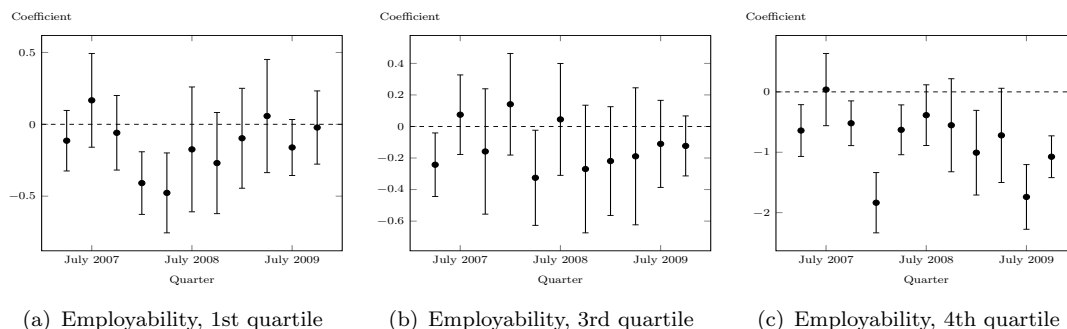 Coefficient
0.5
0
−0.5
July 2007 July 2008 July 2009
Quarter
(a) Employability, 1st quartile
Coefficient
0.4
0.2
0
−0.2
−0.4
−0.6
July 2007 July 2008 July 2009
Quarter
(b) Employability, 3rd quartile
Coefficient
0
−1
−2
July 2007 July 2008 July 2009
Quarter
(c) Employability, 4th quartile